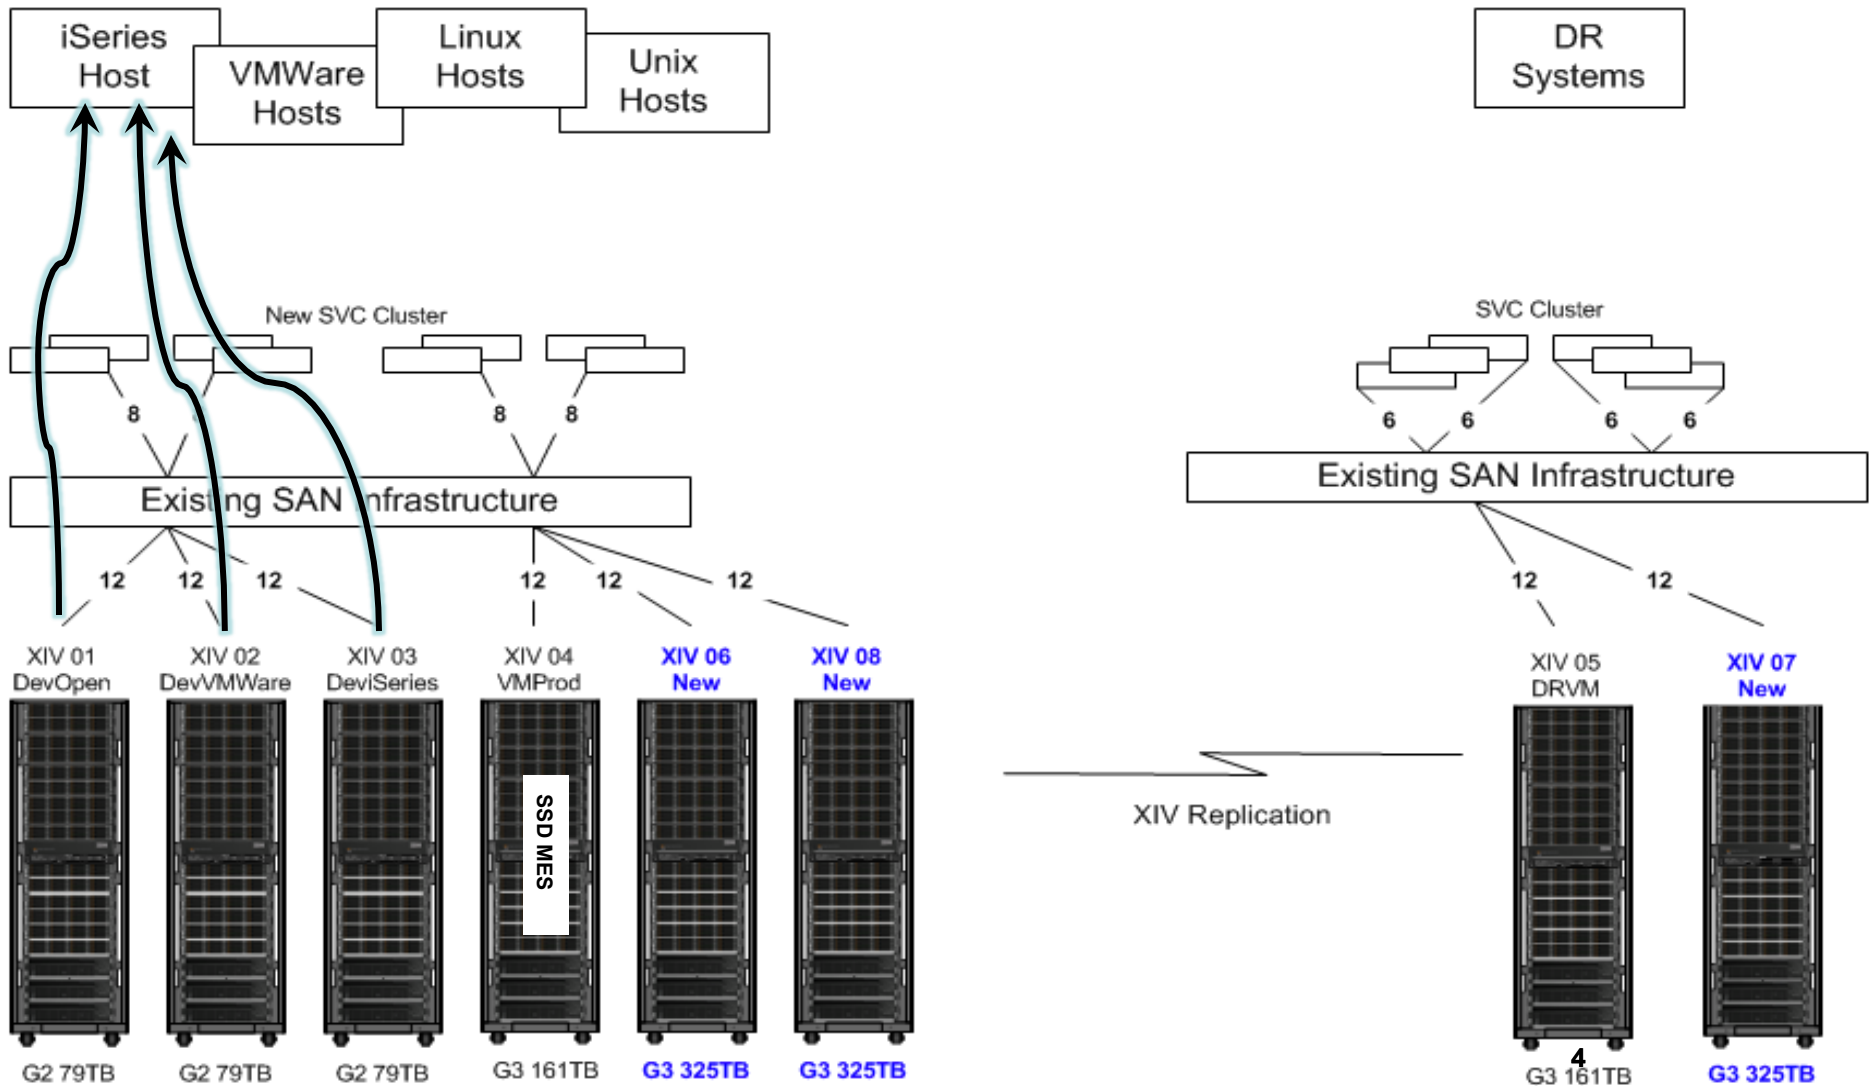 iSeries
Host
VMWare
Hosts
Linux
Hosts
Unix
Hosts
DR
Systems
New SVC Cluster
SVC Cluster
8
8
8
6
6
6
6
Existing SAN Infrastructure
Existing SAN Infrastructure
12
12
12
12
12
12
12
12
XIV 01
DevOpen
XIV 02
DevVMWare
XIV 03
DeviSeries
XIV 04
VMProd
XIV 06
New
XIV 08
New
XIV 05
DRVM
XIV 07
New
SSD MES
XIV Replication
G2 79TB
G2 79TB
G2 79TB
G3 161TB
G3 325TB
G3 325TB
4
G3 161TB
G3 325TB